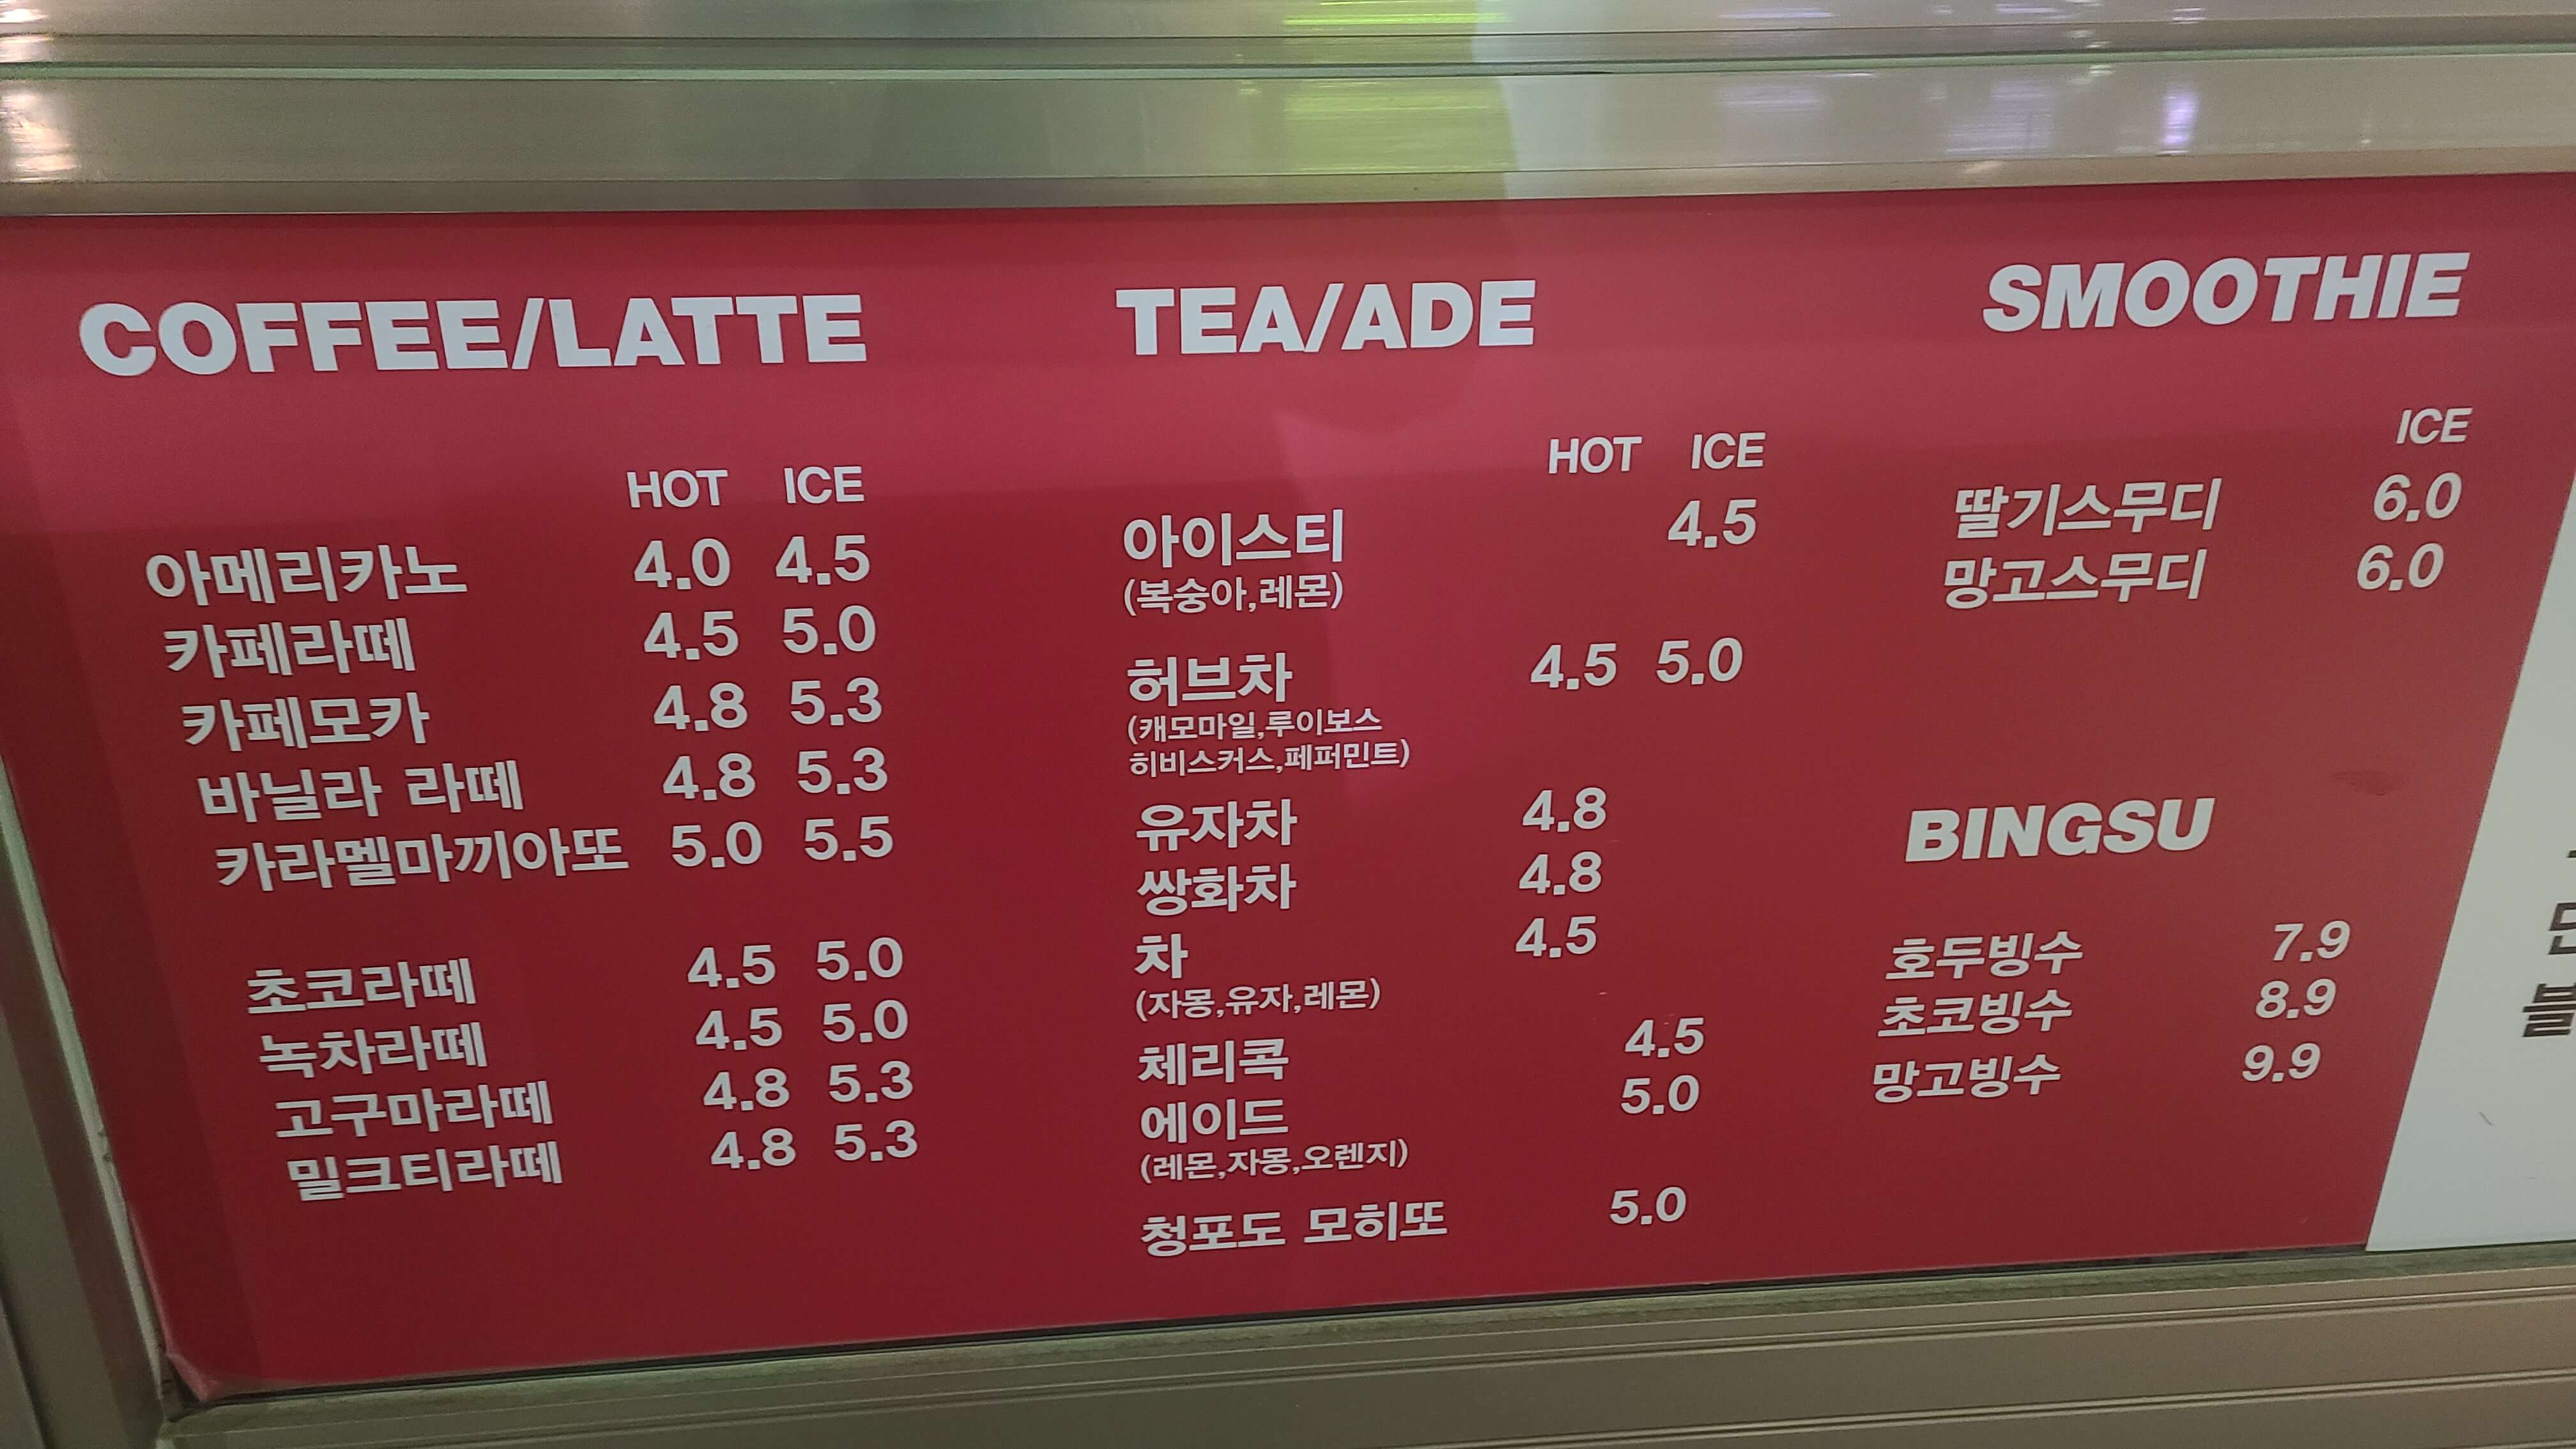 COFFEE/LATTE
HOT ICE
아메리카노 4.0 4.5
카페라떼 4.5 5.0
카페모카 4.8 5.3
바닐라 라떼 4.8 5.3
카라멜마끼아또 5.0 5.5
초코라떼 4.5 5.0
녹차라떼 4.5 5.0
고구마라떼 4.8 5.3
밀크티라떼 4.8 5.3
TEA/ADE
HOT ICE
아이스티 4.5
(복숭아,레몬)
허브차 4.5 5.0
(캐모마일,루이보스
히비스커스,페퍼민트)
유자차 4.8
쌍화차 4.8
차 4.5
(자몽,유자,레몬)
체리콕 4.5
에이드 5.0
(레몬,자몽,오렌지)
청포도 모히또 5.0
SMOOTHIE
ICE
딸기스무디 6.0
망고스무디 6.0
BINGSU
호두빙수 7.9
초코빙수 8.9
망고빙수 9.9